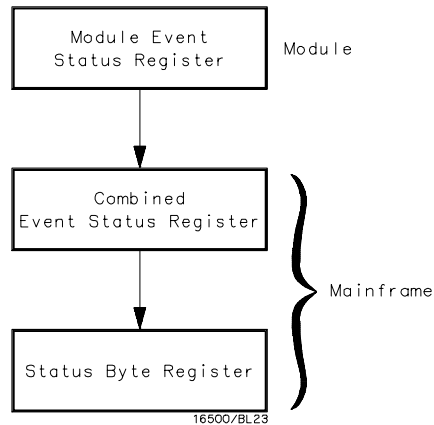 Module Event
Status Register
Module
Combined
Event Status Register
Mainframe
Status Byte Register
16500/BL23